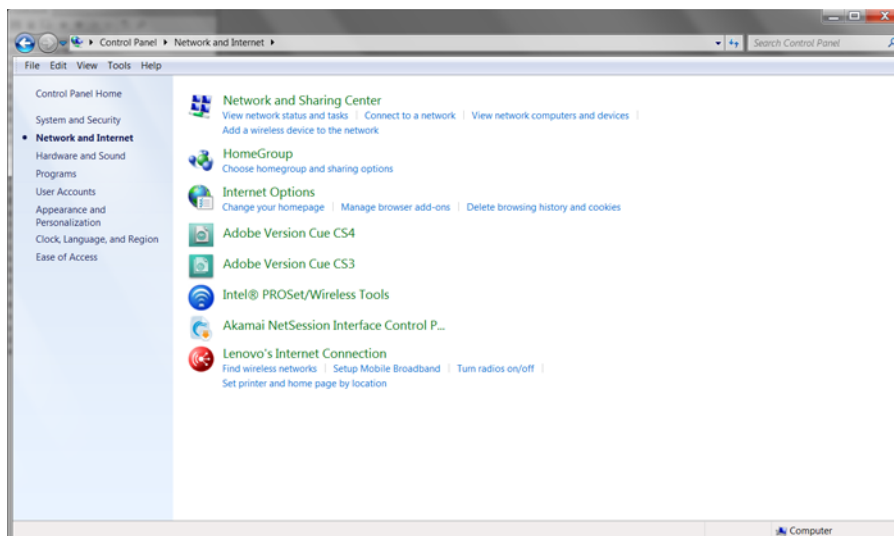 Control Panel ▸ Network and Internet ▸
Search Control Panel
File Edit View Tools Help
Control Panel Home
System and Security
Network and Internet
Hardware and Sound
Programs
User Accounts
Appearance and
Personalization
Clock, Language, and Region
Ease of Access
Network and Sharing Center
View network status and tasks | Connect to a network | View network computers and devices |
Add a wireless device to the network
HomeGroup
Choose homegroup and sharing options
Internet Options
Change your homepage | Manage browser add-ons | Delete browsing history and cookies
Adobe Version Cue CS4
Adobe Version Cue CS3
Intel® PROSet/Wireless Tools
Akamai NetSession Interface Control P...
Lenovo's Internet Connection
Find wireless networks | Setup Mobile Broadband | Turn radios on/off |
Set printer and home page by location
Computer